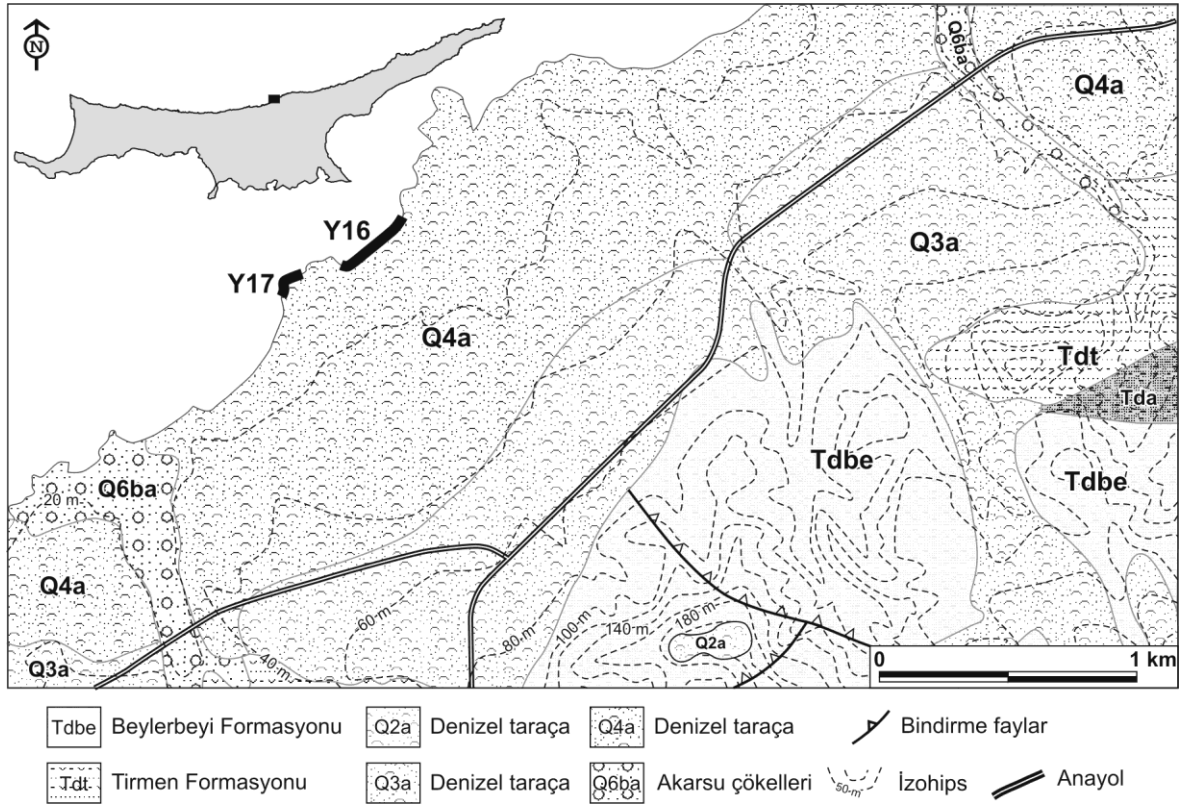 N
Q6ba
Q4a
Y16
Y17
Q3a
Q4a
Tdt
Tda
Tdbe
Tdbe
Q6ba
20 m
Q4a
60 m
80 m
100 m
140 m
180 m
Q2a
Q3a
40 m
0 1 km
Tdbe Beylerbeyi Formasyonu Q2a Denizel taraça Q4a Denizel taraça Bindirme faylar
Tdt Tirmen Formasyonu Q3a Denizel taraça Q6ba Akarsu çökelleri 50 m İzohips Anayol